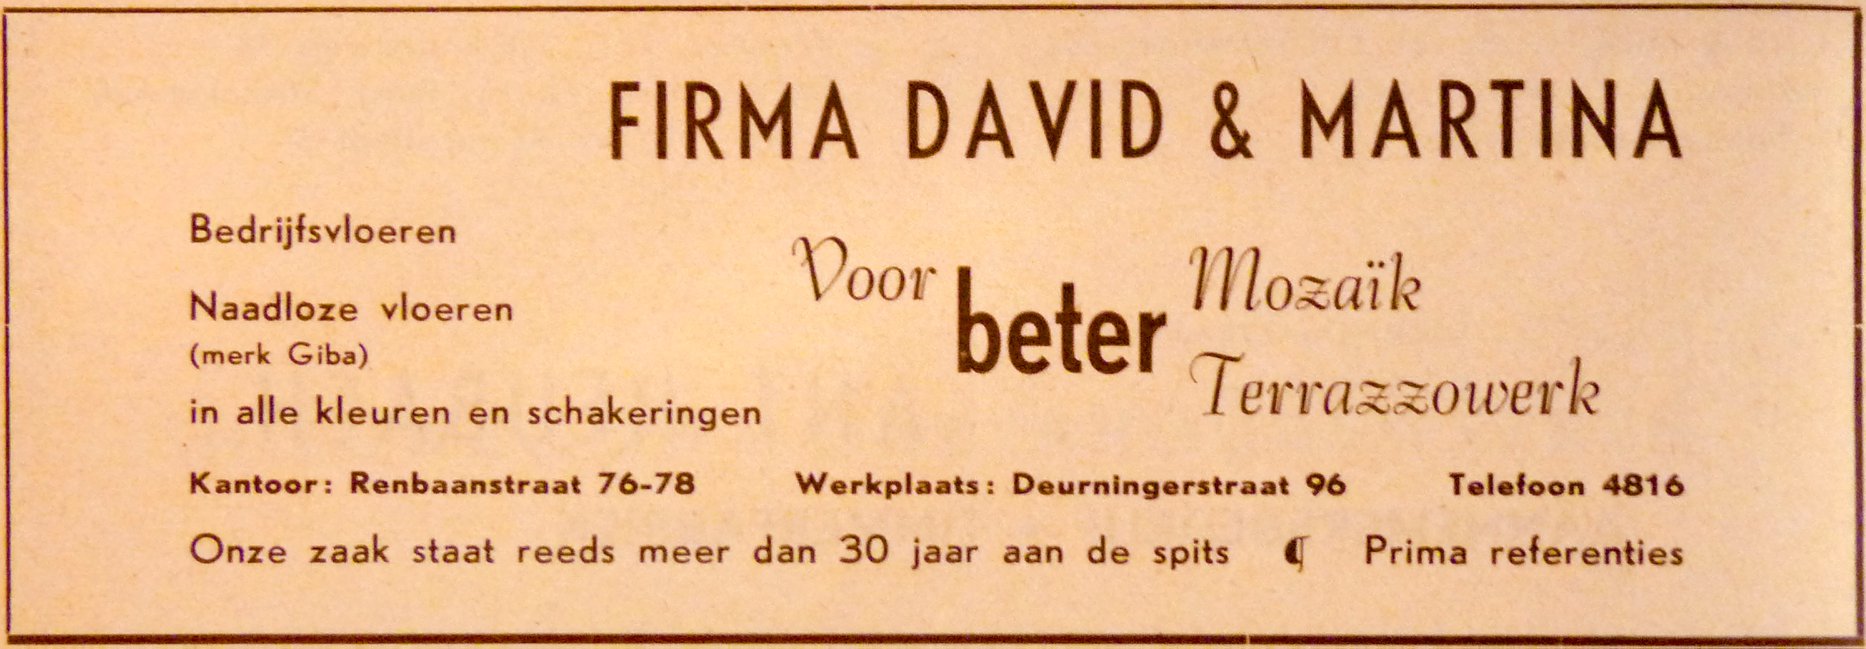 FIRMA DAVID & MARTINA
Bedrijfsvloeren
Naadloze vloeren
(merk Giba)
in alle kleuren en schakeringen
Voor beter Mozaïk
Terrazzowerk
Kantoor: Renbaanstraat 76-78 Werkplaats: Deurningerstraat 96 Telefoon 4816
Onze zaak staat reeds meer dan 30 jaar aan de spits ¶ Prima referenties